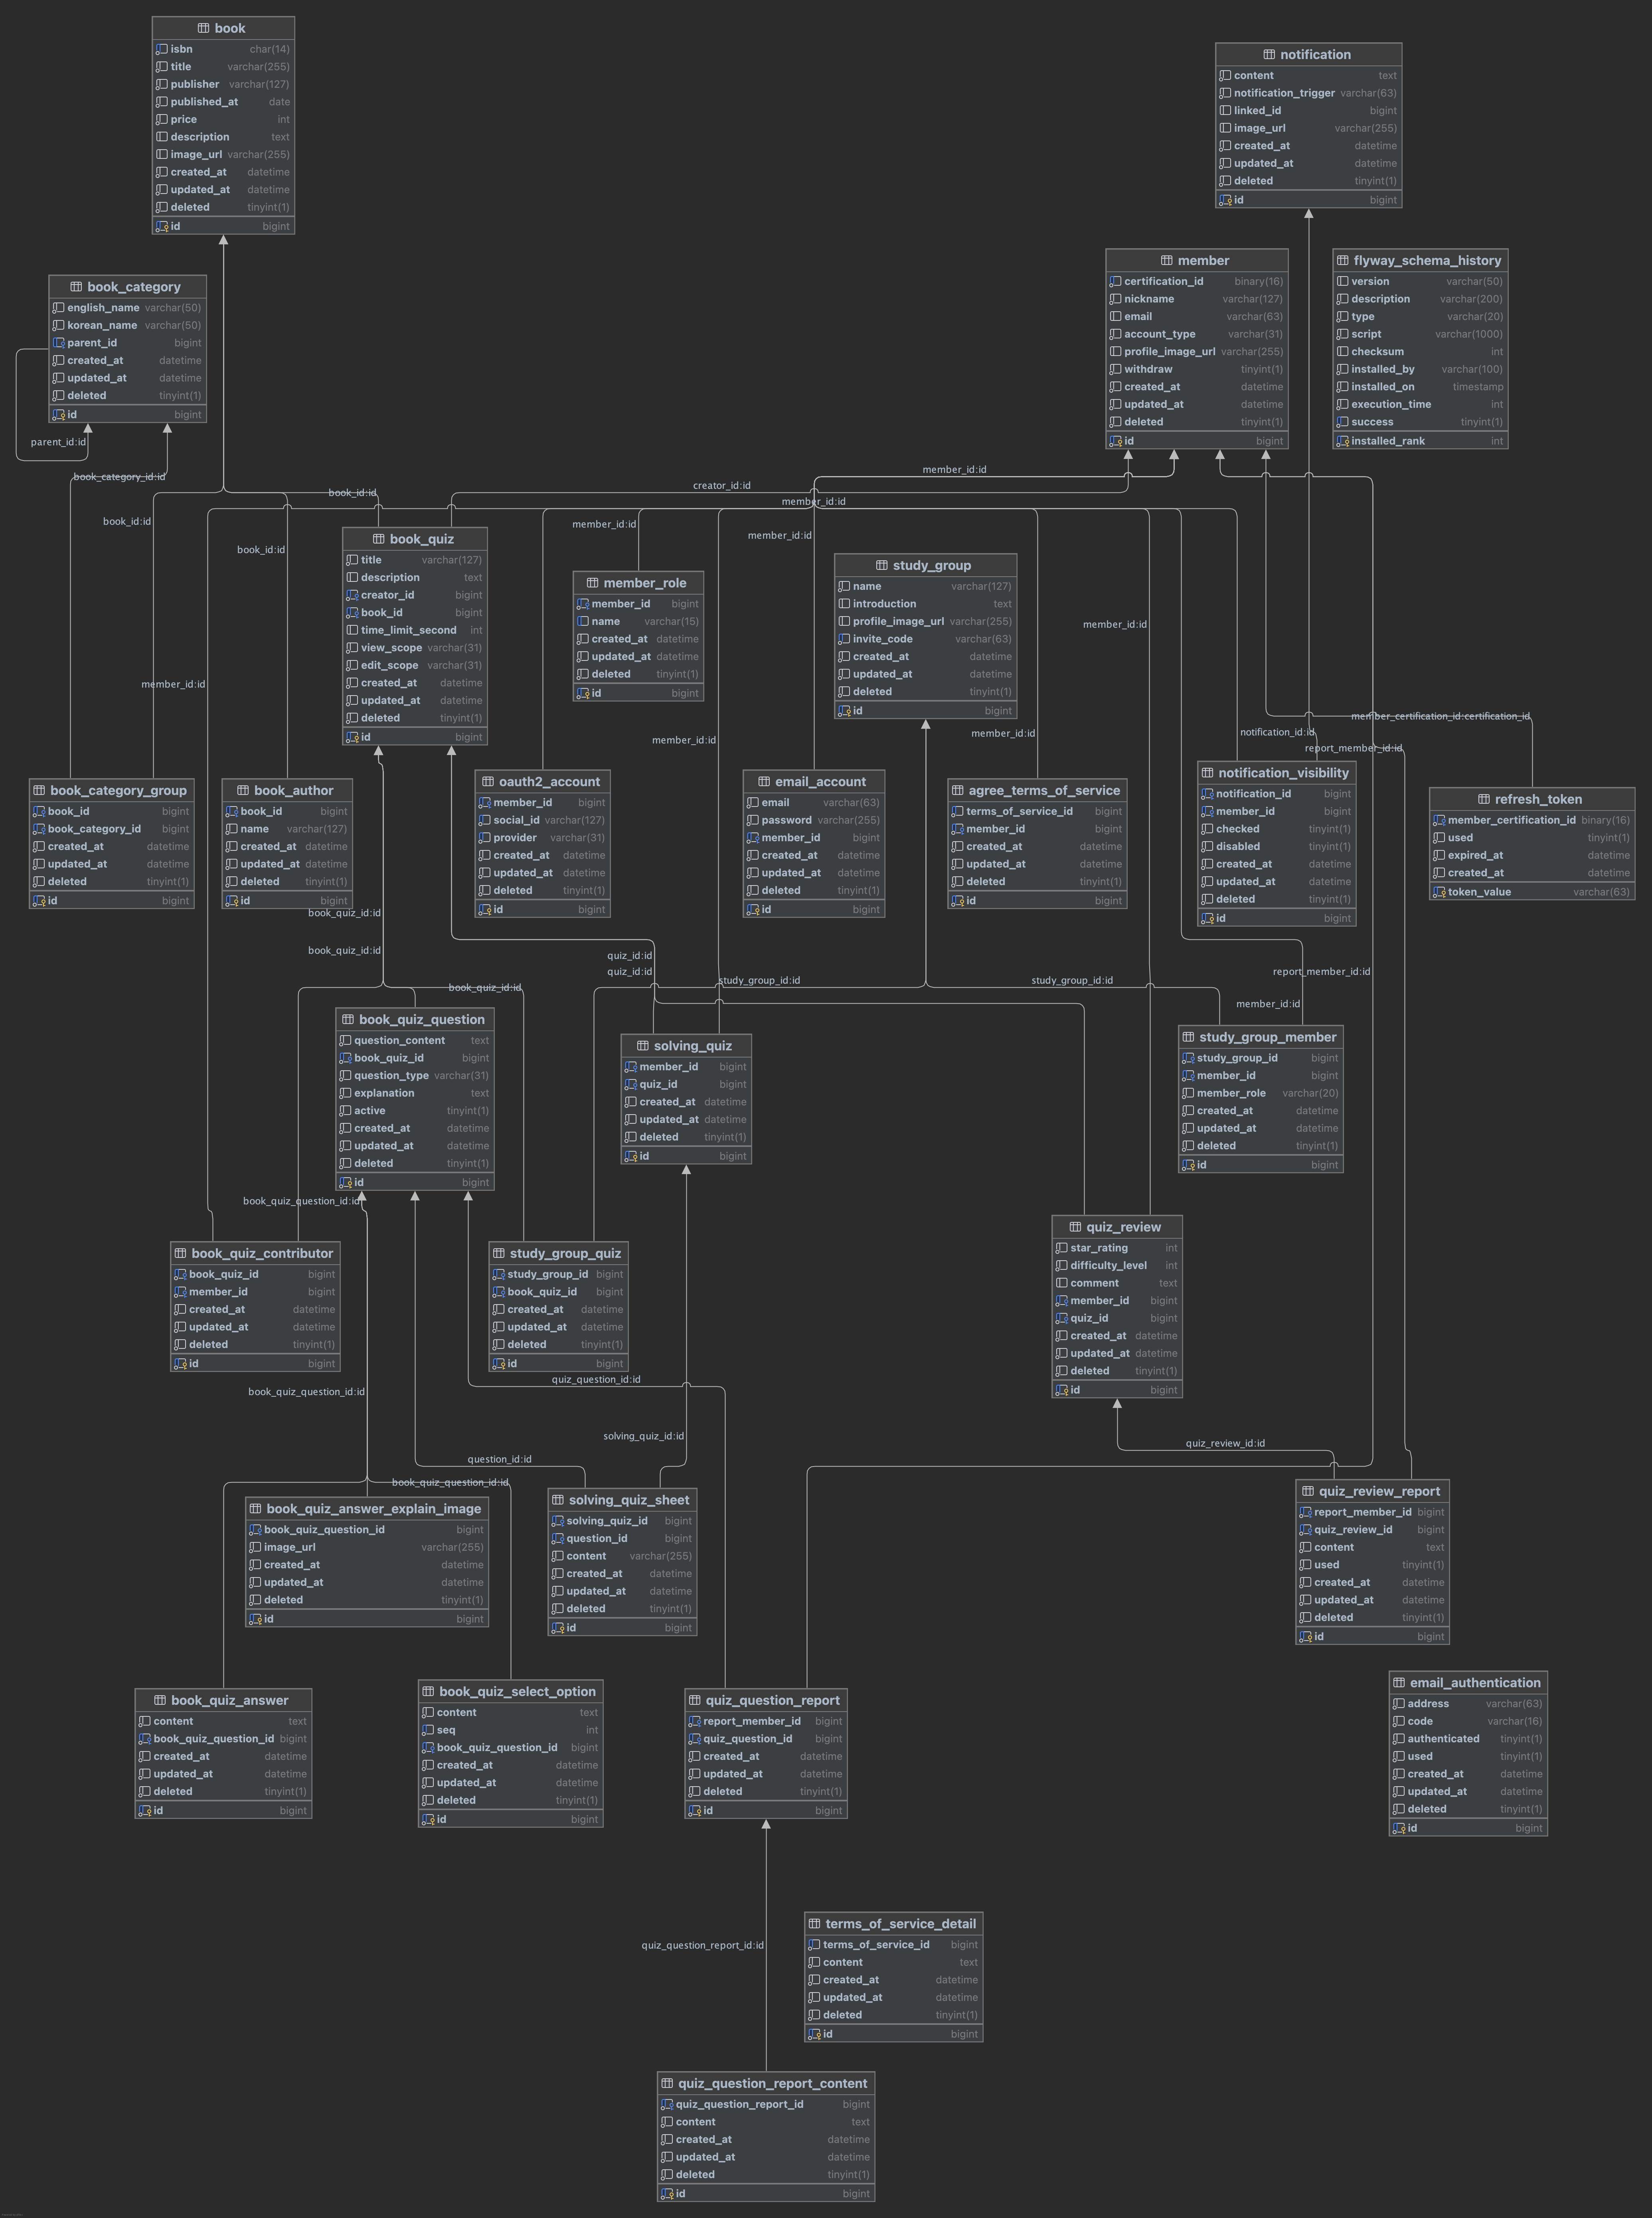 book
isbn char(14)
title varchar(255)
publisher varchar(127)
published_at date
price int
description text
image_url varchar(255)
created_at datetime
updated_at datetime
deleted tinyint(1)
id bigint
notification
content text
notification_trigger varchar(63)
linked_id bigint
image_url varchar(255)
created_at datetime
updated_at datetime
deleted tinyint(1)
id bigint
book_category
english_name varchar(50)
korean_name varchar(50)
parent_id bigint
created_at datetime
updated_at datetime
deleted tinyint(1)
id bigint
member
certification_id binary(16)
nickname varchar(127)
email varchar(63)
account_type varchar(31)
profile_image_url varchar(255)
withdraw tinyint(1)
created_at datetime
updated_at datetime
deleted tinyint(1)
id bigint
flyway_schema_history
version varchar(50)
description varchar(200)
type varchar(20)
script varchar(1000)
checksum int
installed_by varchar(100)
installed_on timestamp
execution_time int
success tinyint(1)
installed_rank int
parent_id:id
book_category_id:id
member_id:id
creator_id:id
book_id:id
member_id:id
book_id:id
member_id:id
member_id:id
book_id:id
book_quiz
title varchar(127)
description text
creator_id bigint
book_id bigint
time_limit_second int
view_scope varchar(31)
edit_scope varchar(31)
created_at datetime
updated_at datetime
deleted tinyint(1)
id bigint
member_role
member_id bigint
name varchar(15)
created_at datetime
updated_at datetime
deleted tinyint(1)
id bigint
study_group
name varchar(127)
introduction text
profile_image_url varchar(255)
invite_code varchar(63)
created_at datetime
updated_at datetime
deleted tinyint(1)
id bigint
member_id:id
member_id:id
member_certification_id:certification_id
notification_id:id
member_id:id
member_id:id
report_member_id:id
book_category_group
book_id bigint
book_category_id bigint
created_at datetime
updated_at datetime
deleted tinyint(1)
id bigint
book_author
book_id bigint
name varchar(127)
created_at datetime
updated_at datetime
deleted tinyint(1)
id bigint
oauth2_account
member_id bigint
social_id varchar(127)
provider varchar(31)
created_at datetime
updated_at datetime
deleted tinyint(1)
id bigint
email_account
email varchar(63)
password varchar(255)
member_id bigint
created_at datetime
updated_at datetime
deleted tinyint(1)
id bigint
agree_terms_of_service
terms_of_service_id bigint
member_id bigint
created_at datetime
updated_at datetime
deleted tinyint(1)
id bigint
notification_visibility
notification_id bigint
member_id bigint
checked tinyint(1)
disabled tinyint(1)
created_at datetime
updated_at datetime
deleted tinyint(1)
id bigint
refresh_token
member_certification_id binary(16)
used tinyint(1)
expired_at datetime
created_at datetime
token_value varchar(63)
book_quiz_id:id
book_quiz_id:id
quiz_id:id
quiz_id:id
report_member_id:id
study_group_id:id
study_group_id:id
book_quiz_id:id
member_id:id
book_quiz_question
question_content text
book_quiz_id bigint
question_type varchar(31)
explanation text
active tinyint(1)
created_at datetime
updated_at datetime
deleted tinyint(1)
id bigint
solving_quiz
member_id bigint
quiz_id bigint
created_at datetime
updated_at datetime
deleted tinyint(1)
id bigint
study_group_member
study_group_id bigint
member_id bigint
member_role varchar(20)
created_at datetime
updated_at datetime
deleted tinyint(1)
id bigint
book_quiz_question_id:id
book_quiz_contributor
book_quiz_id bigint
member_id bigint
created_at datetime
updated_at datetime
deleted tinyint(1)
id bigint
study_group_quiz
study_group_id bigint
book_quiz_id bigint
created_at datetime
updated_at datetime
deleted tinyint(1)
id bigint
quiz_review
star_rating int
difficulty_level int
comment text
member_id bigint
quiz_id bigint
created_at datetime
updated_at datetime
deleted tinyint(1)
id bigint
quiz_question_id:id
book_quiz_question_id:id
solving_quiz_id:id
quiz_review_id:id
question_id:id
book_quiz_question_id:id
book_quiz_answer_explain_image
book_quiz_question_id bigint
image_url varchar(255)
created_at datetime
updated_at datetime
deleted tinyint(1)
id bigint
solving_quiz_sheet
solving_quiz_id bigint
question_id bigint
content varchar(255)
created_at datetime
updated_at datetime
deleted tinyint(1)
id bigint
quiz_review_report
report_member_id bigint
quiz_review_id bigint
content text
used tinyint(1)
created_at datetime
updated_at datetime
deleted tinyint(1)
id bigint
book_quiz_answer
content text
book_quiz_question_id bigint
created_at datetime
updated_at datetime
deleted tinyint(1)
id bigint
book_quiz_select_option
content text
seq int
book_quiz_question_id bigint
created_at datetime
updated_at datetime
deleted tinyint(1)
id bigint
quiz_question_report
report_member_id bigint
quiz_question_id bigint
created_at datetime
updated_at datetime
deleted tinyint(1)
id bigint
email_authentication
address varchar(63)
code varchar(16)
authenticated tinyint(1)
used tinyint(1)
created_at datetime
updated_at datetime
deleted tinyint(1)
id bigint
quiz_question_report_id:id
terms_of_service_detail
terms_of_service_id bigint
content text
created_at datetime
updated_at datetime
deleted tinyint(1)
id bigint
quiz_question_report_content
quiz_question_report_id bigint
content text
created_at datetime
updated_at datetime
deleted tinyint(1)
id bigint